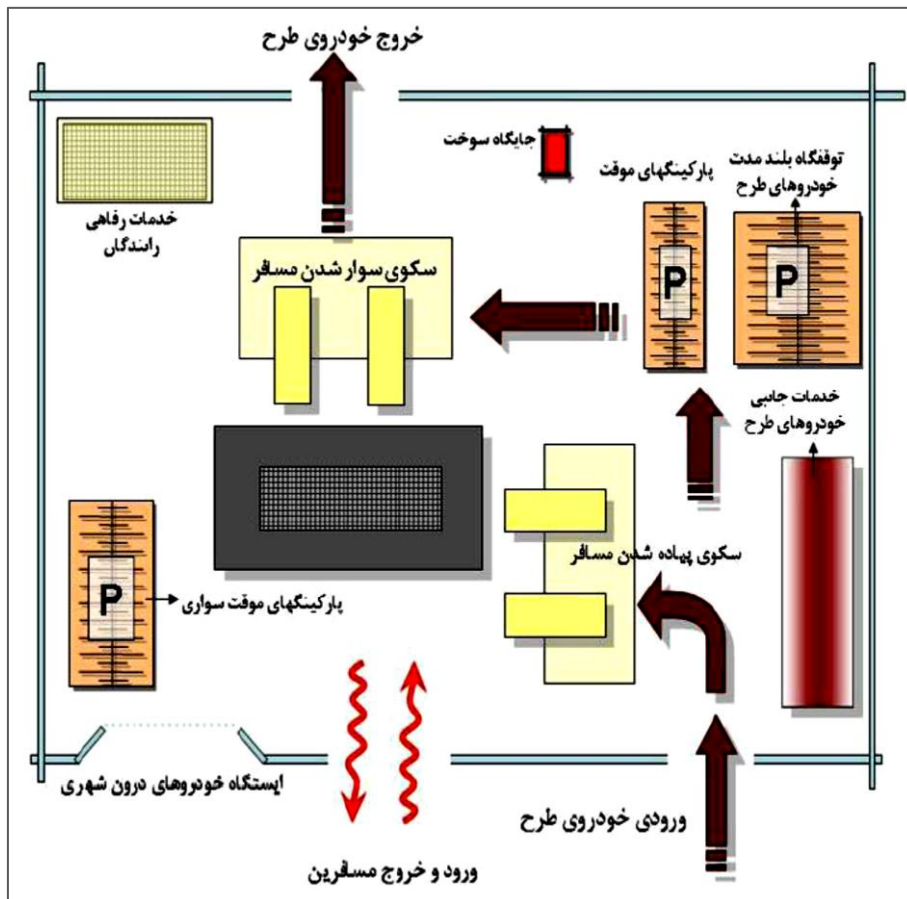 خروج خودروی طرح
جایگاه سوخت
پارکینگهای موقت
توقفگاه بلند مدت
خودروهای طرح
خدمات رفاهی
رانندگان
سکوی سوار شدن مسافر
P
P
خدمات جانبی
خودروهای طرح
سکوی پیاده شدن مسافر
P
پارکینگهای موقت سواری
ایستگاه خودروهای درون شهری
ورودی خودروی طرح
ورود و خروج مسافرین